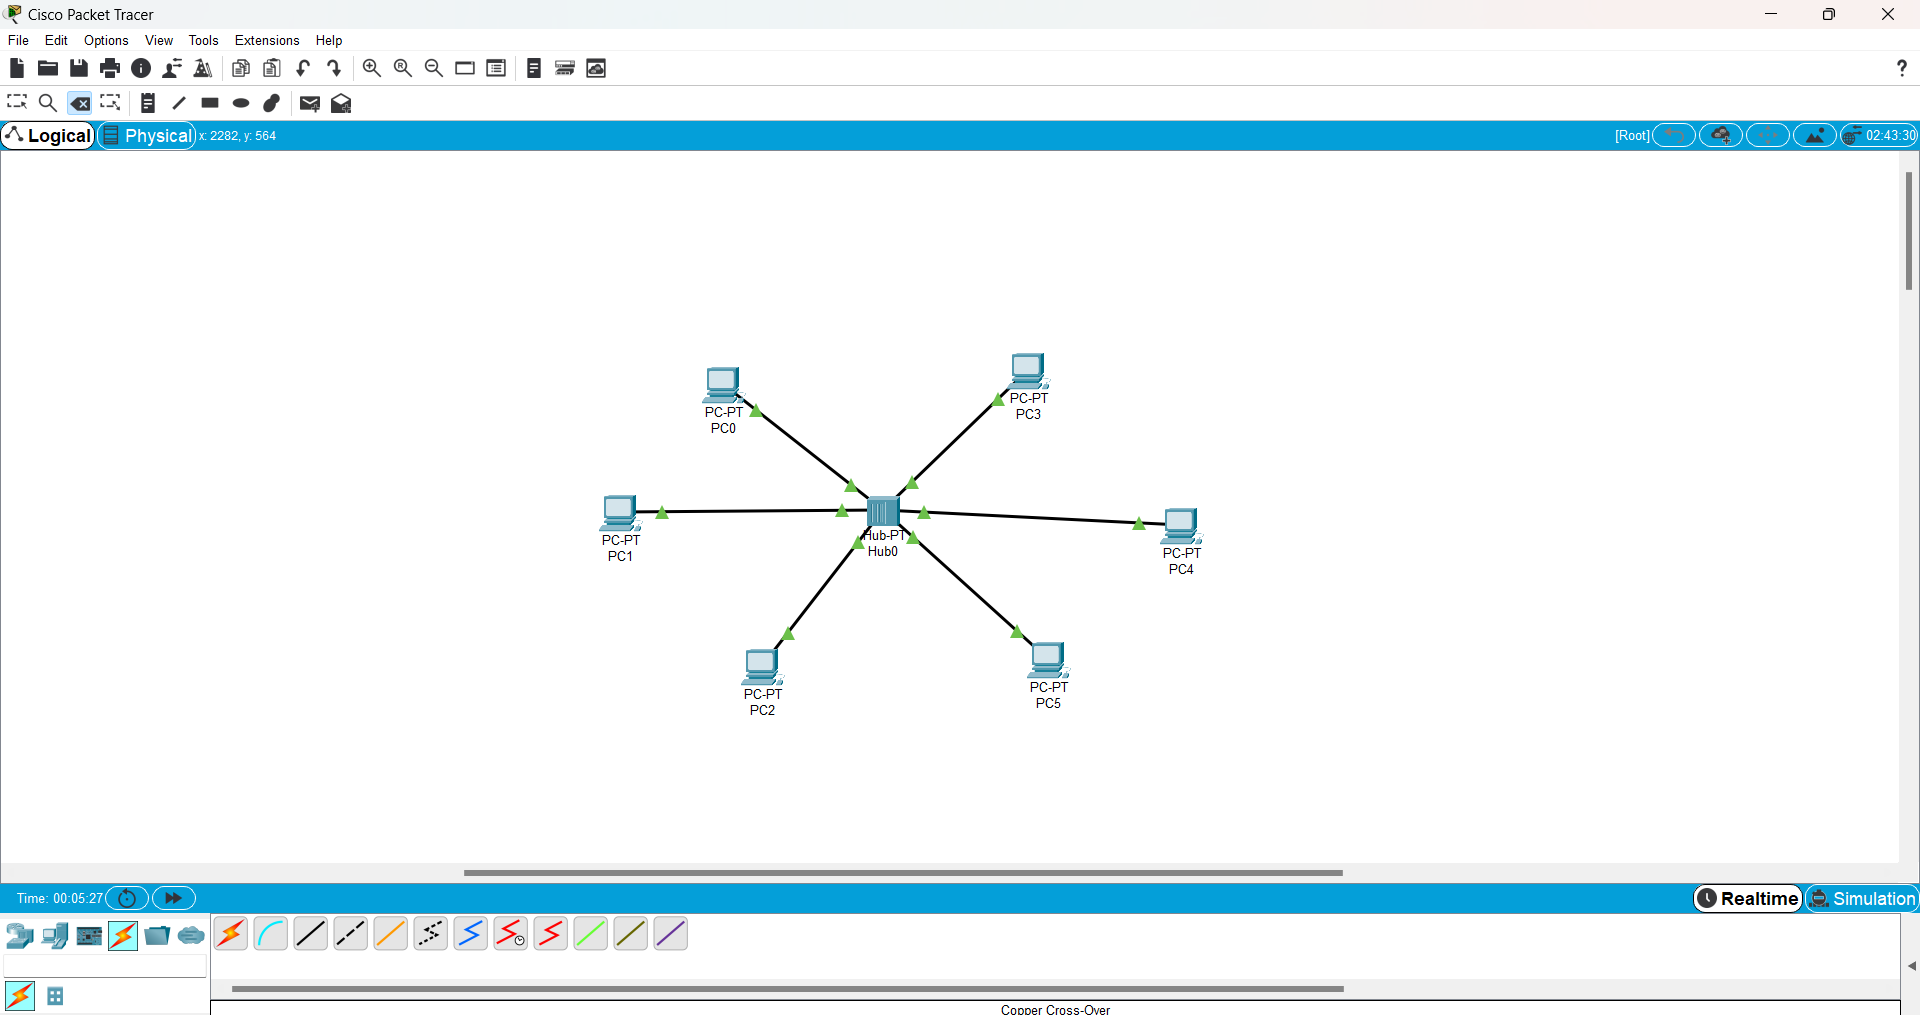 Cisco Packet Tracer
File Edit Options View Tools Extensions Help
Logical Physical x: 2282, y: 564 [Root] 02:43:30
PC-PT
PC3
PC-PT
PC0
PC-PT
PC1
Hub-PT
Hub0
PC-PT
PC4
PC-PT
PC2
PC-PT
PC5
Time: 00:05:27 Realtime Simulation
Copper Cross-Over